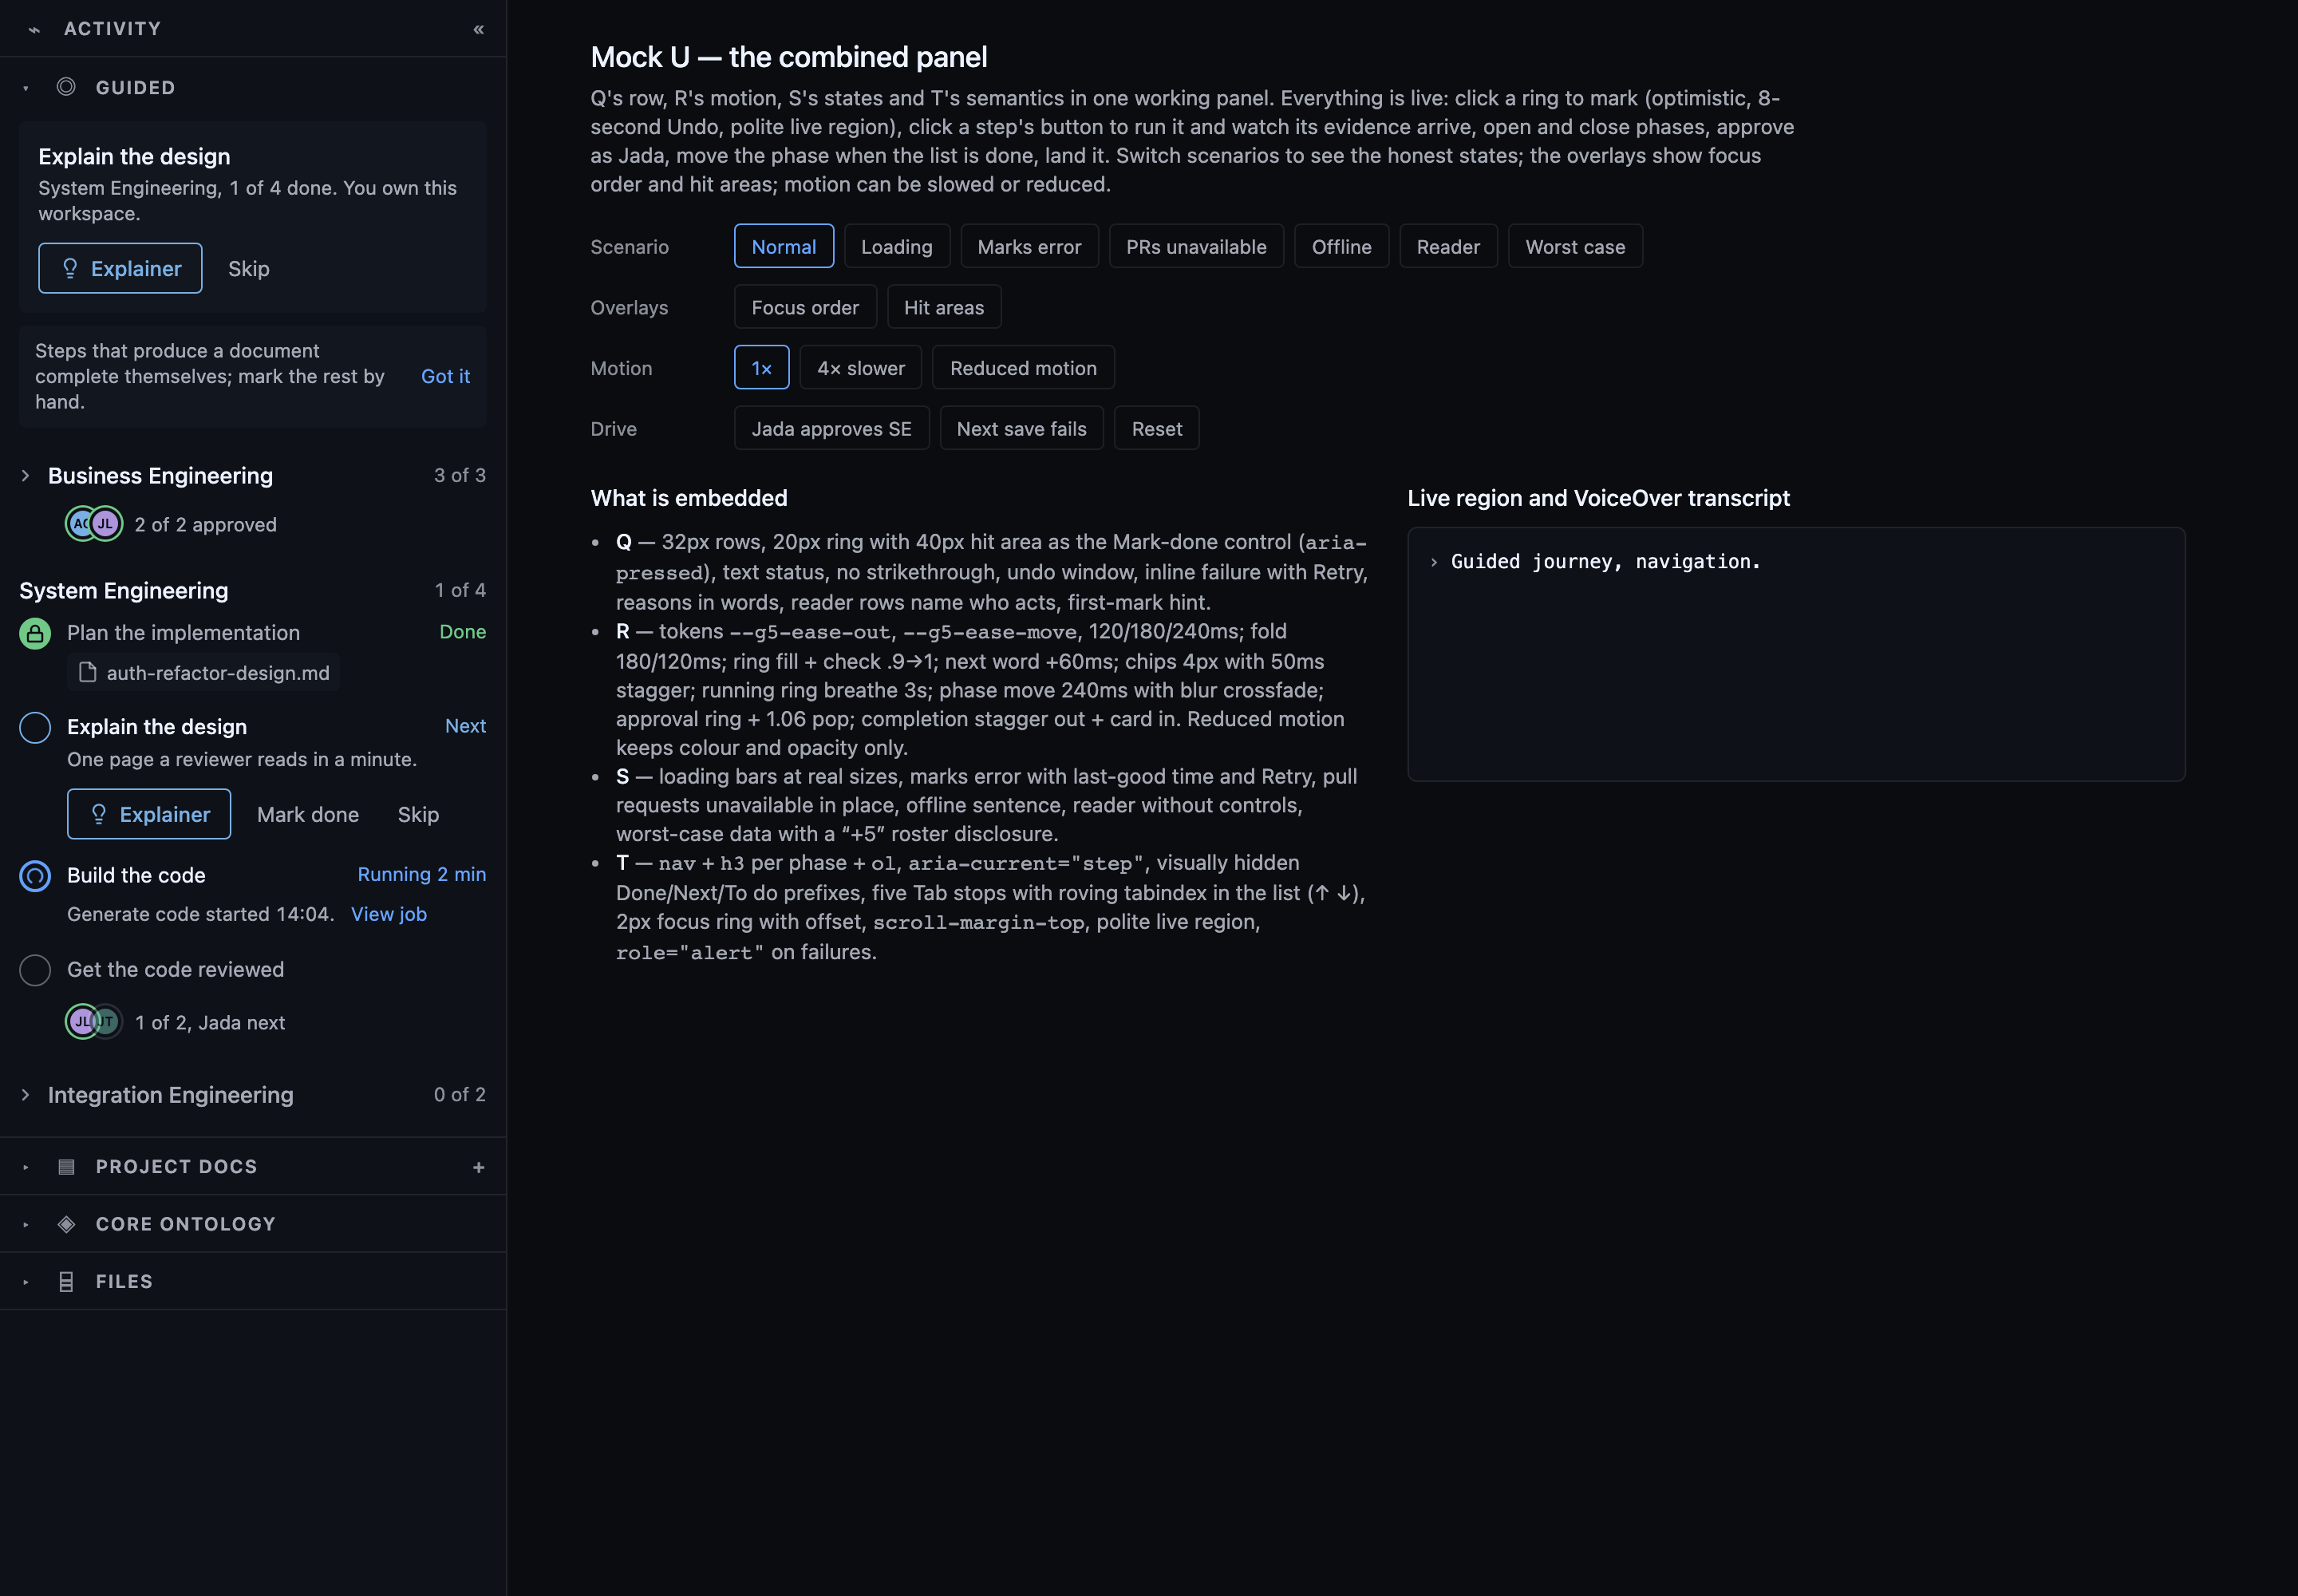 ACTIVITY
«
GUIDED
Explain the design
System Engineering, 1 of 4 done. You own this
workspace.
Explainer
Skip
Steps that produce a document
complete themselves; mark the rest by
hand.
Got it
Business Engineering
3 of 3
JL
2 of 2 approved
System Engineering
1 of 4
Plan the implementation
Done
auth-refactor-design.md
Explain the design
Next
One page a reviewer reads in a minute.
Explainer
Mark done
Skip
Build the code
Running 2 min
Generate code started 14:04. View job
Get the code reviewed
1 of 2, Jada next
Integration Engineering
0 of 2
PROJECT DOCS
+
CORE ONTOLOGY
FILES
Mock U — the combined panel
Q's row, R's motion, S's states and T's semantics in one working panel. Everything is live: click a ring to mark (optimistic, 8-
second Undo, polite live region), click a step's button to run it and watch its evidence arrive, open and close phases, approve
as Jada, move the phase when the list is done, land it. Switch scenarios to see the honest states; the overlays show focus
order and hit areas; motion can be slowed or reduced.
Scenario
Normal
Loading
Marks error
PRs unavailable
Offline
Reader
Worst case
Overlays
Focus order
Hit areas
Motion
1×
4× slower
Reduced motion
Drive
Jada approves SE
Next save fails
Reset
What is embedded
• Q — 32px rows, 20px ring with 40px hit area as the Mark-done control (aria-
pressed), text status, no strikethrough, undo window, inline failure with Retry,
reasons in words, reader rows name who acts, first-mark hint.
• R — tokens --g5-ease-out, --g5-ease-move, 120/180/240ms; fold
180/120ms; ring fill + check .9→1; next word +60ms; chips 4px with 50ms
stagger; running ring breathe 3s; phase move 240ms with blur crossfade;
approval ring + 1.06 pop; completion stagger out + card in. Reduced motion
keeps colour and opacity only.
• S — loading bars at real sizes, marks error with last-good time and Retry, pull
requests unavailable in place, offline sentence, reader without controls,
worst-case data with a “+5” roster disclosure.
• T — nav + h3 per phase + ol, aria-current="step", visually hidden
Done/Next/To do prefixes, five Tab stops with roving tabindex in the list (↑ ↓),
2px focus ring with offset, scroll-margin-top, polite live region,
role="alert" on failures.
Live region and VoiceOver transcript
› Guided journey, navigation.